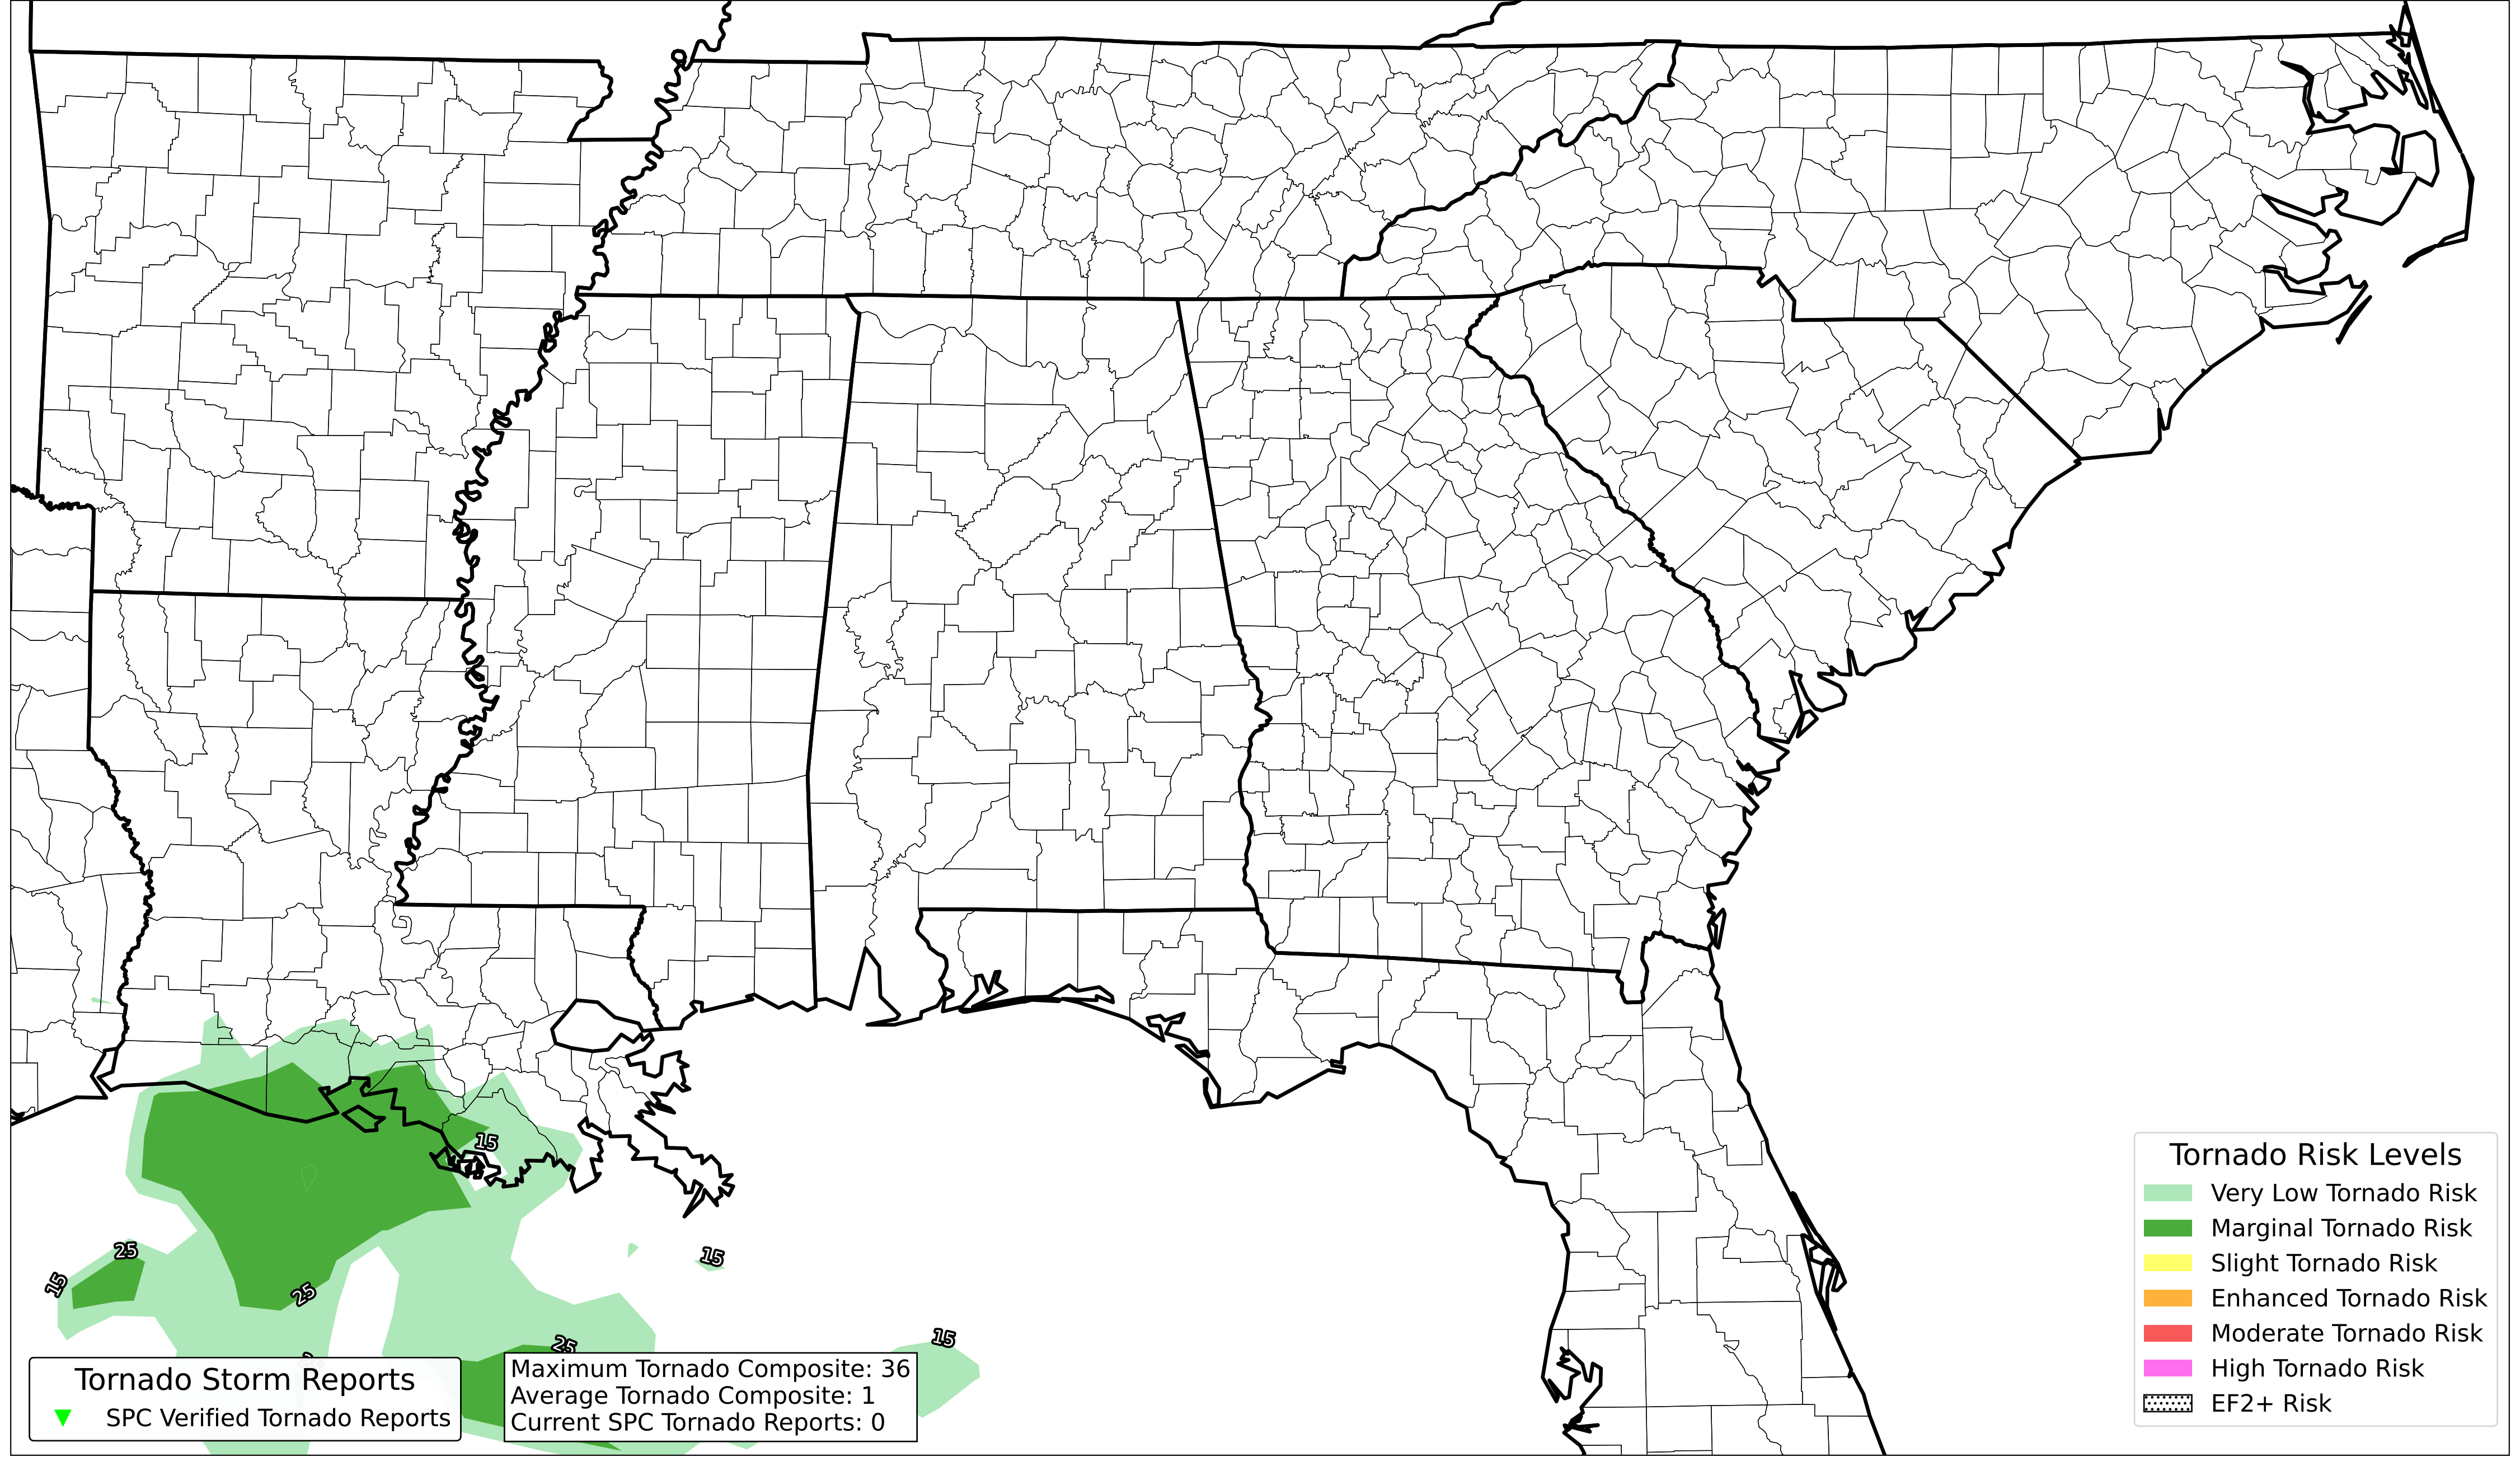 15
25
15
25
15
25
15
Tornado Storm Reports
SPC Verified Tornado Reports
Maximum Tornado Composite: 36
Average Tornado Composite: 1
Current SPC Tornado Reports: 0
Tornado Risk Levels
Very Low Tornado Risk
Marginal Tornado Risk
Slight Tornado Risk
Enhanced Tornado Risk
Moderate Tornado Risk
High Tornado Risk
EF2+ Risk